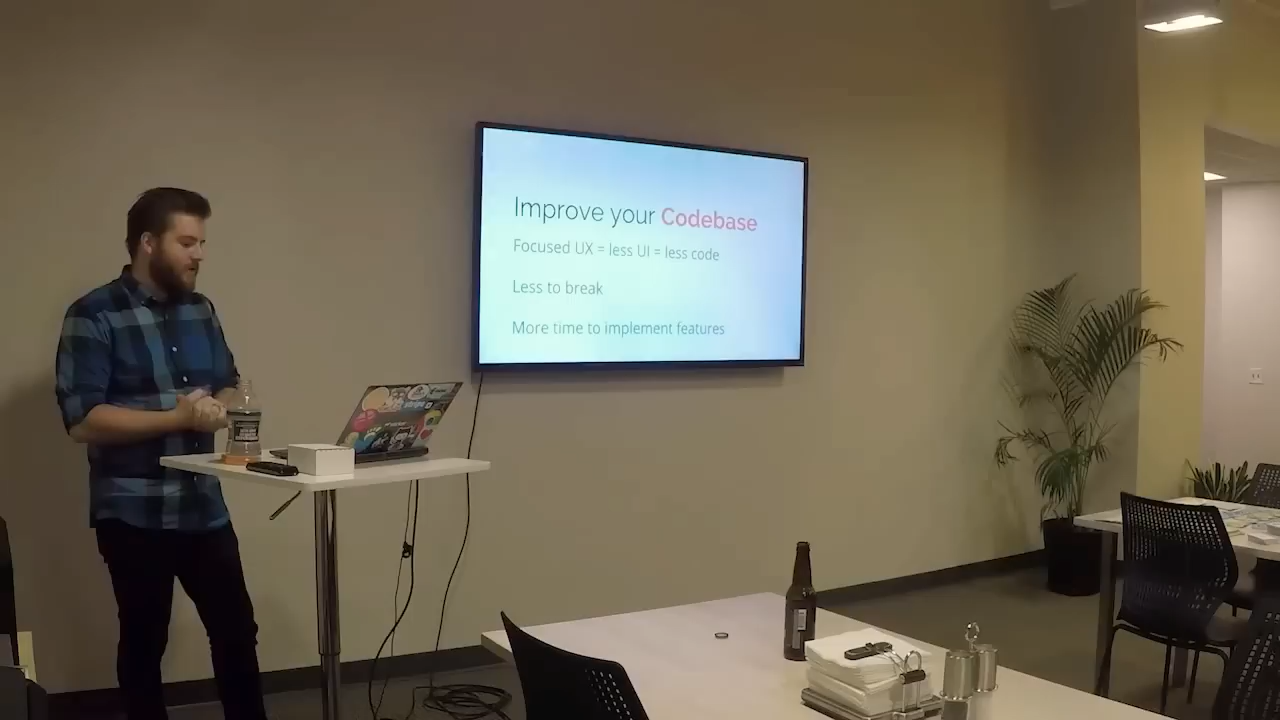 Improve your Codebase
Focused UX = less UI = less code
Less to break
More time to implement features